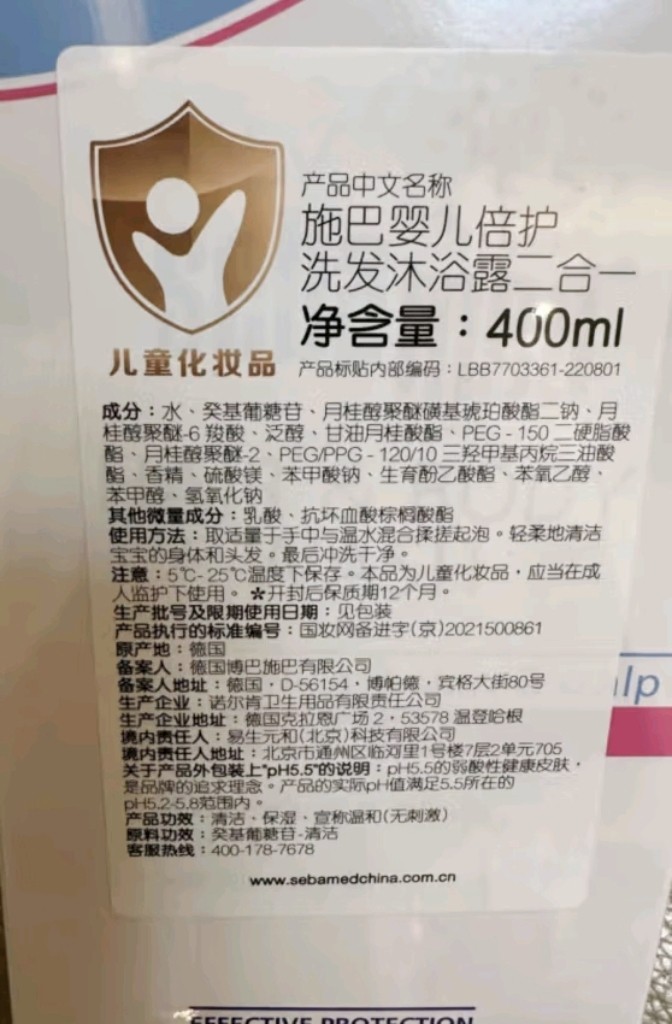 产品中文名称
施巴婴儿倍护
洗发沐浴露二合一
净含量：400ml
儿童化妆品
产品标贴内部编码：LBB7703361-220801
成分：水、癸基葡糖苷、月桂醇聚醚磺基琥珀酸酯二钠、月
桂醇聚醚-6 羧酸、泛醇、甘油月桂酸酯、PEG - 150 二硬脂酸
酯、月桂醇聚醚-2、PEG/PPG - 120/10 三羟甲基丙烷三油酸
酯、香精、硫酸镁、苯甲酸钠、生育酚乙酸酯、苯氧乙醇、
苯甲醇、氢氧化钠
其他微量成分：乳酸、抗坏血酸棕榈酸酯
使用方法：取适量于手中与温水混合揉搓起泡。轻柔地清洁
宝宝的身体和头发。最后冲洗干净。
注意：5℃- 25℃温度下保存。本品为儿童化妆品，应当在成
人监护下使用。 *开封后保质期12个月。
生产批号及限期使用日期：见包装
产品执行的标准编号：国妆网备进字(京)2021500861
原产地：德国
备案人：德国博巴施巴有限公司
备案人地址：德国，D-56154，博帕德，宾格大街80号
生产企业：诺尔肯卫生用品有限责任公司
生产企业地址：德国克拉恩广场 2，53578 温登哈根
境内责任人：易生元和(北京)科技有限公司
境内责任人地址：北京市通州区临河里1号楼7层2单元705
关于产品外包装上"pH5.5"的说明：pH5.5的弱酸性健康皮肤，
是品牌的追求理念。产品的实际pH值满足5.5所在的
pH5.2-5.8范围内。
产品功效：清洁、保湿、宣称温和(无刺激)
原料功效：癸基葡糖苷-清洁
客服热线：400-178-7678
www.sebamedchina.com.cn
lp
EFFECTIVE PROTECTION